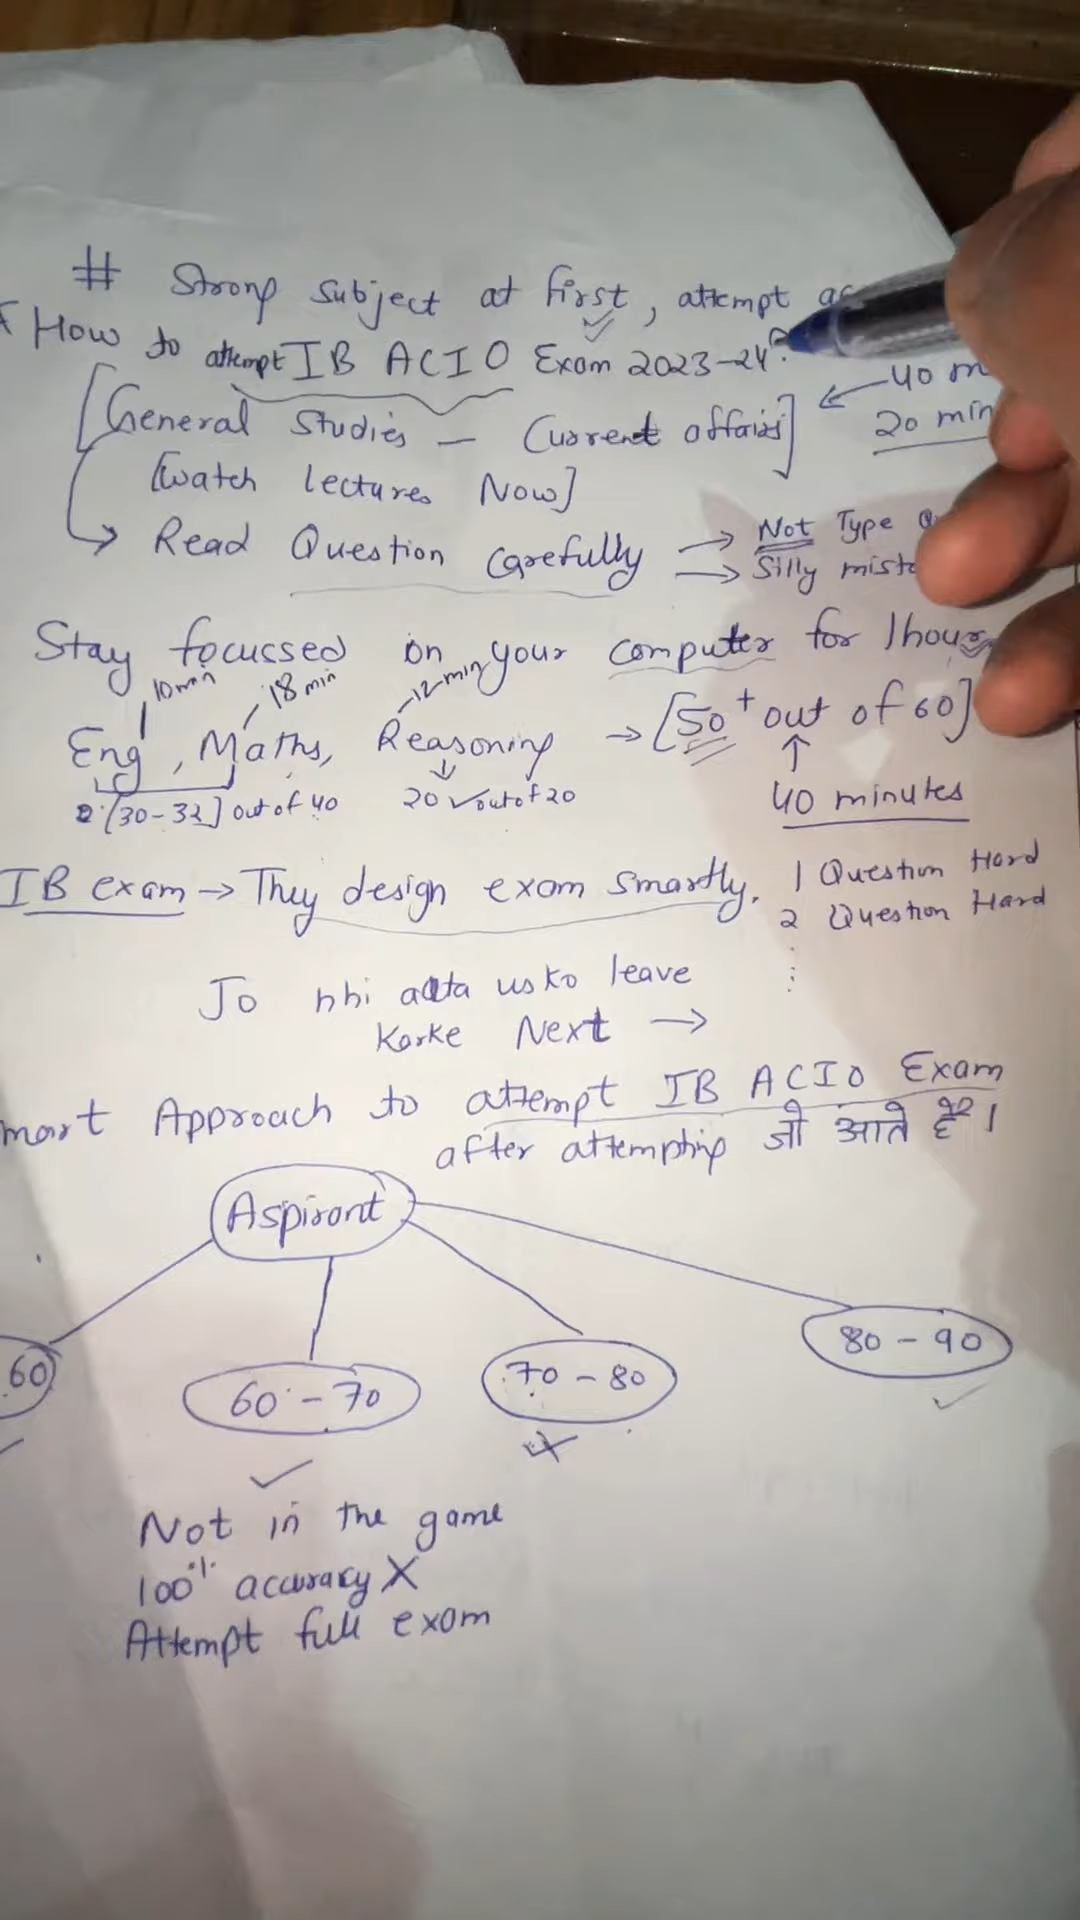 # Strong subject at first, attempt
How to attempt IB ACIO Exam 2023-24?
[General Studies - Current affairs] ← 40 m
20 min
[Watch lectures Now]
→ Read Question Carefully → Not Type
→ Silly
Stay focussed on your computer for 1 hour
10 min 18 min 12 min
Eng, Maths, Reasoning → [50+ out of 60]
[30-32] out of 40 20 ✓ out of 20 40 minutes
IB exam → They design exam smartly. 1 Question Hard
2 Question Hard
Jo nhi aata usko leave
Karke Next →
Approach to attempt IB ACIO Exam
after attempting जो आते हैं।
Aspirant
60 60 - 70 70 - 80 80 - 90
Not in the game
100% accuracy X
Attempt full exam